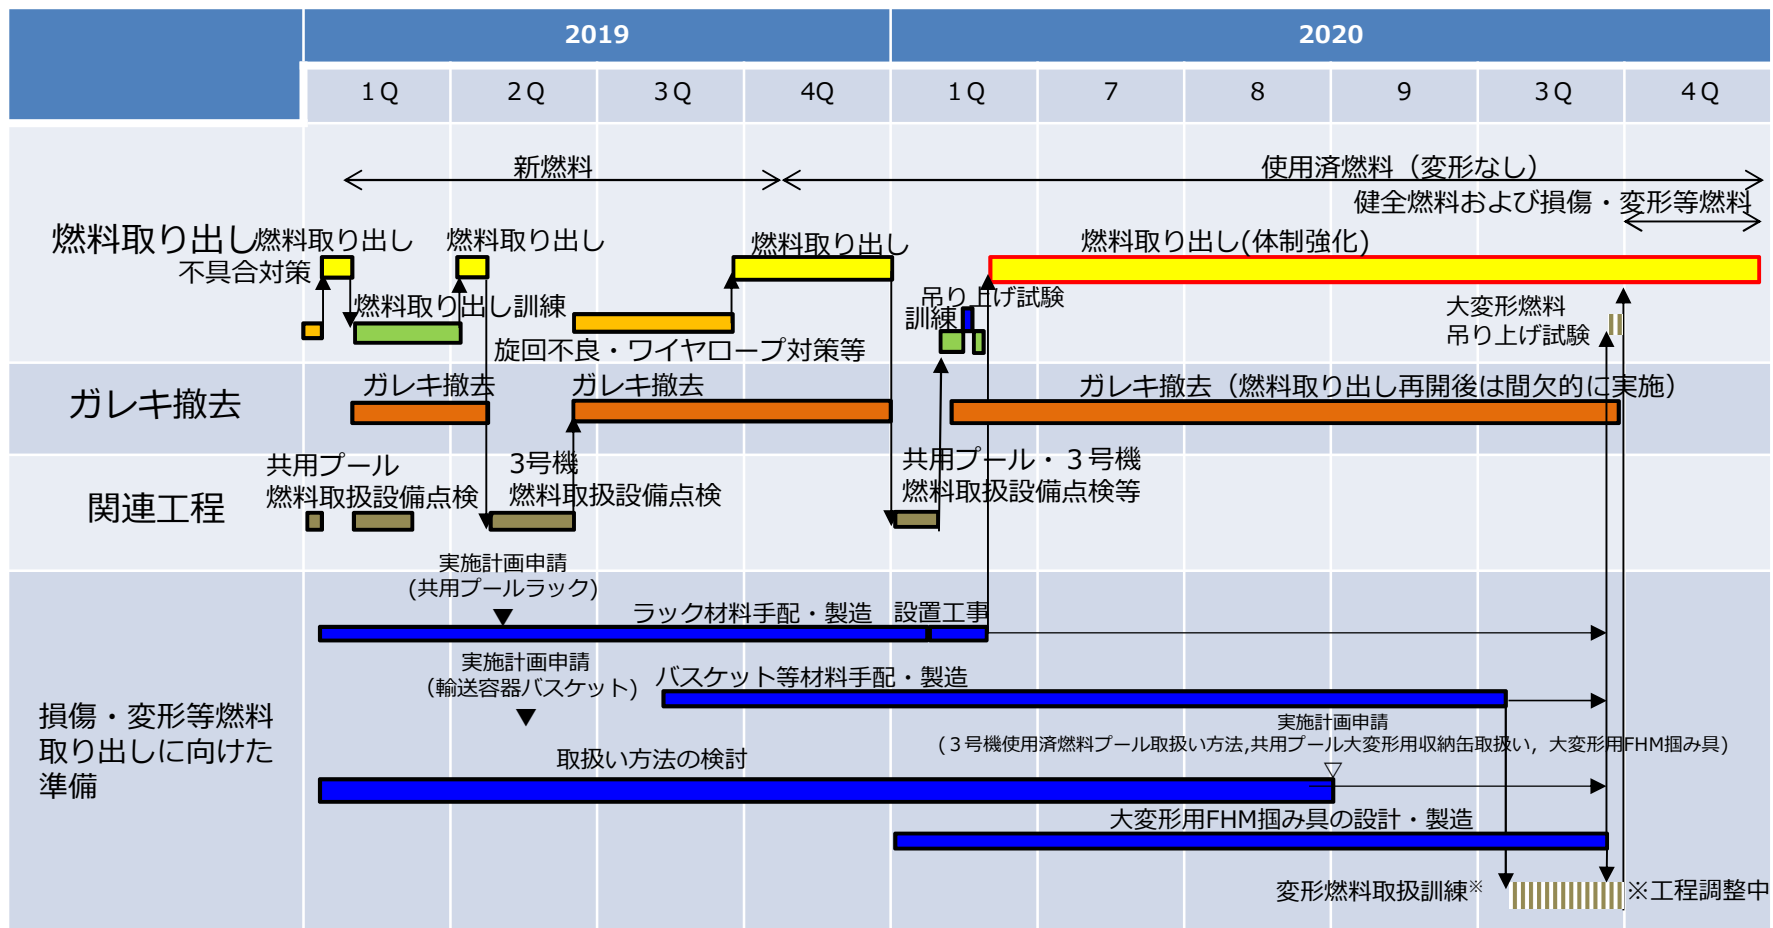 2019
2020
1Q
2Q
3Q
4Q
1Q
7
8
9
3Q
4Q
新燃料
使用済燃料（変形なし）
健全燃料および損傷・変形等燃料
燃料取り出し
燃料取り出し
燃料取り出し
燃料取り出し
燃料取り出し(体制強化)
不具合対策
燃料取り出し訓練
吊り上げ試験
訓練
大変形燃料
吊り上げ試験
旋回不良・ワイヤロープ対策等
ガレキ撤去
ガレキ撤去
ガレキ撤去
ガレキ撤去（燃料取り出し再開後は間欠的に実施）
関連工程
共用プール
燃料取扱設備点検
3号機
燃料取扱設備点検
共用プール・３号機
燃料取扱設備点検等
損傷・変形等燃料
取り出しに向けた
準備
実施計画申請
(共用プールラック)
ラック材料手配・製造
設置工事
実施計画申請
（輸送容器バスケット)
バスケット等材料手配・製造
実施計画申請
(３号機使用済燃料プール取扱い方法,共用プール大変形用収納缶取扱い，大変形用FHM掴み具)
取扱い方法の検討
大変形用FHM掴み具の設計・製造
変形燃料取扱訓練※
※工程調整中